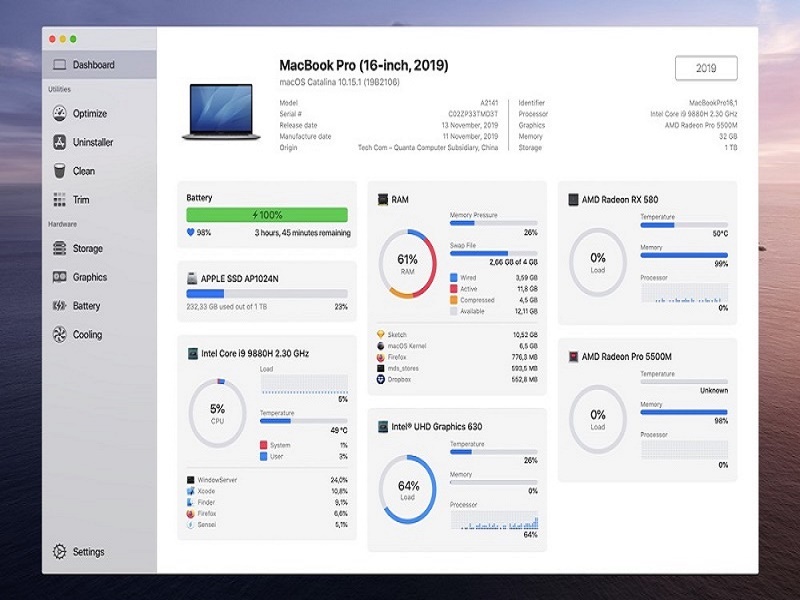 Dashboard
Utilities
Optimize
Uninstaller
Clean
Trim
Hardware
Storage
Graphics
Battery
Cooling
Settings
MacBook Pro (16-inch, 2019)
macOS Catalina 10.15.1 (19B2106)
2019
Model A2141
Serial # C02ZP33TMD3T
Release date 13 November, 2019
Manufacture date 11 November, 2019
Origin Tech Com – Quanta Computer Subsidiary, China
Identifier MacBookPro16,1
Processor Intel Core i9 9880H 2.30 GHz
Graphics AMD Radeon Pro 5500M
Memory 32 GB
Storage 1 TB
Battery
100%
98% 3 hours, 45 minutes remaining
APPLE SSD AP1024N
232,33 GB used out of 1 TB 23%
Intel Core i9 9880H 2.30 GHz
5%
CPU
Load
5%
Temperature
49 °C
System 1%
User 3%
WindowServer 24,0%
Xcode 10,8%
Finder 9,1%
Firefox 6,6%
Sensei 5,1%
RAM
61%
RAM
Memory Pressure
26%
Swap File
2,66 GB of 4 GB
Wired 3,59 GB
Active 11,8 GB
Compressed 4,5 GB
Available 12,11 GB
Sketch 10,52 GB
macOS Kernel 6,5 GB
Firefox 776,3 MB
mds_stores 593,5 MB
Dropbox 552,8 MB
Intel® UHD Graphics 630
64%
Load
Temperature
26%
Memory
0%
Processor
64%
AMD Radeon RX 580
0%
Load
Temperature
50°C
Memory
99%
Processor
0%
AMD Radeon Pro 5500M
0%
Load
Temperature
Unknown
Memory
98%
Processor
0%